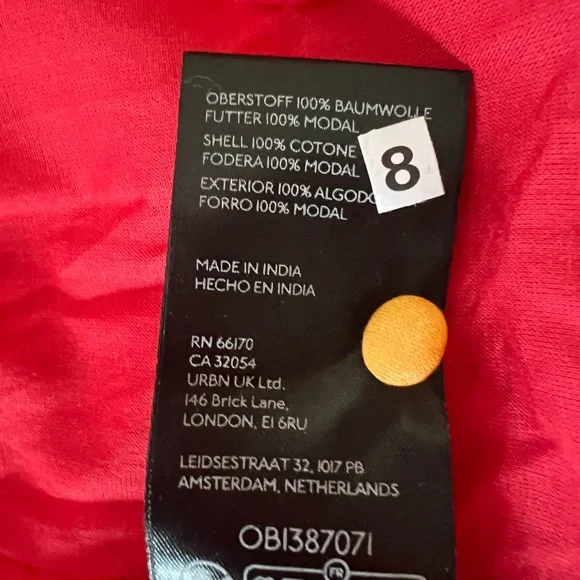 OBERSTOFF 100% BAUMWOLLE
FUTTER 100% MODAL
SHELL 100% COTONE
FODERA 100% MODAL
8
EXTERIOR 100% ALGODO
FORRO 100% MODAL
MADE IN INDIA
HECHO EN INDIA
RN 66170
CA 32054
URBN UK Ltd.
146 Brick Lane,
LONDON, E1 6RU
LEIDSESTRAAT 32, 1017 PB
AMSTERDAM, NETHERLANDS
OB1387071
FR